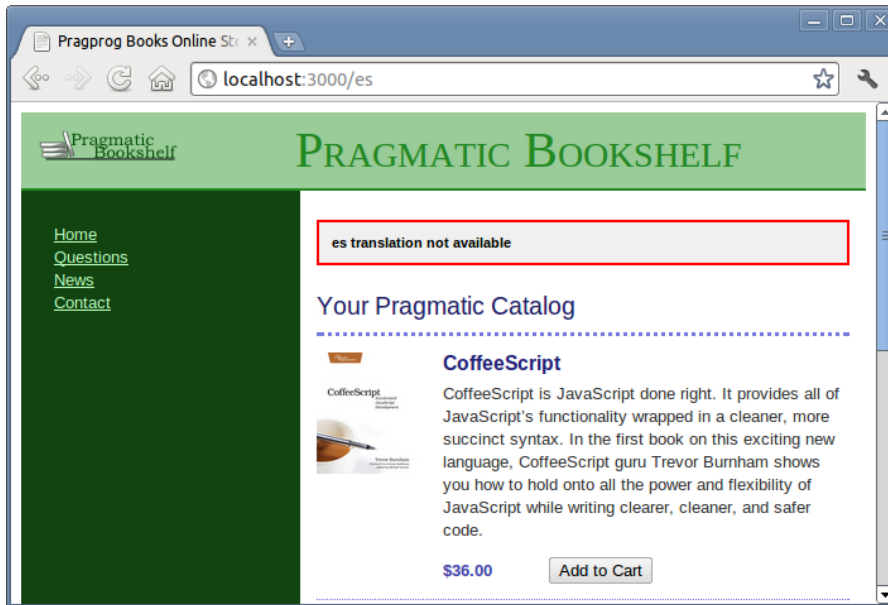 Pragprog Books Online Sto
localhost:3000/es
Pragmatic
Bookshelf
PRAGMATIC BOOKSHELF
Home
Questions
News
Contact
es translation not available
Your Pragmatic Catalog
CoffeeScript
CoffeeScript
Accelerated
JavaScript
Development
Trevor Burnham
CoffeeScript is JavaScript done right. It provides all of
JavaScript's functionality wrapped in a cleaner, more
succinct syntax. In the first book on this exciting new
language, CoffeeScript guru Trevor Burnham shows
you how to hold onto all the power and flexibility of
JavaScript while writing clearer, cleaner, and safer
code.
$36.00
Add to Cart